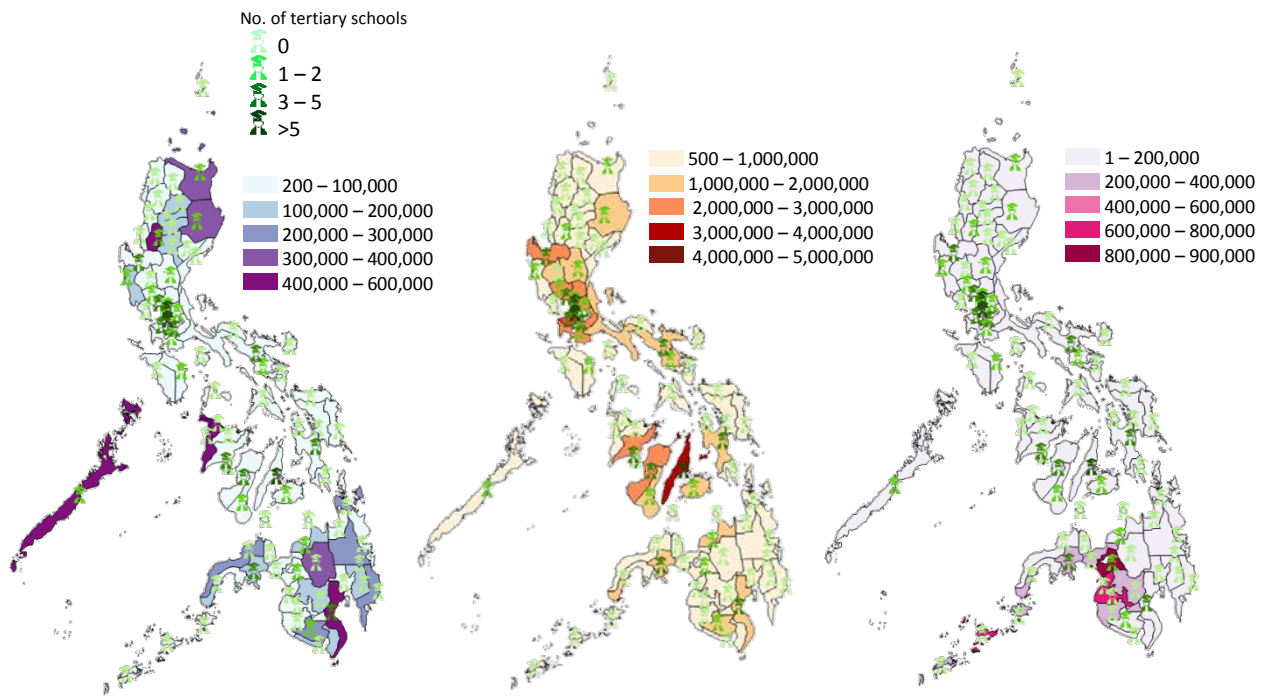 No. of tertiary schools
0
1 – 2
3 – 5
>5
200 – 100,000
100,000 – 200,000
200,000 – 300,000
300,000 – 400,000
400,000 – 600,000
500 – 1,000,000
1,000,000 – 2,000,000
2,000,000 – 3,000,000
3,000,000 – 4,000,000
4,000,000 – 5,000,000
1 – 200,000
200,000 – 400,000
400,000 – 600,000
600,000 – 800,000
800,000 – 900,000